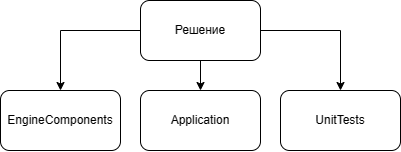 Решение
EngineComponents
Application
UnitTests